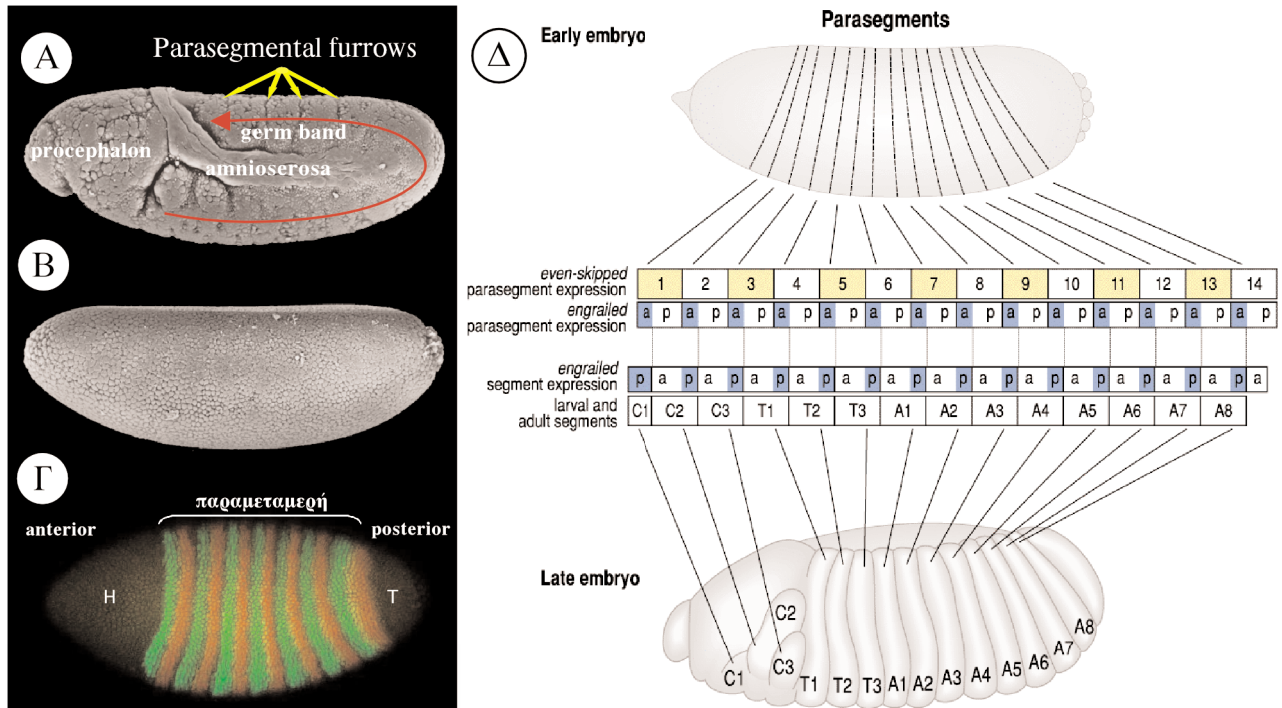 Α
Parasegmental furrows
procephalon
germ band
amnioserosa
Β
Γ
παραμεταμερή
anterior
posterior
H
T
Δ
Parasegments
Early embryo
even-skipped
parasegment expression
1 2 3 4 5 6 7 8 9 10 11 12 13 14
engrailed
parasegment expression
a p a p a p a p a p a p a p a p a p a p a p a p a p a p
engrailed
segment expression
p a p a p a p a p a p a p a p a p a p a p a p a p a p a
larval and
adult segments
C1 C2 C3 T1 T2 T3 A1 A2 A3 A4 A5 A6 A7 A8
Late embryo
C2
C1 C3 T1 T2 T3 A1 A2 A3 A4 A5 A6 A7 A8